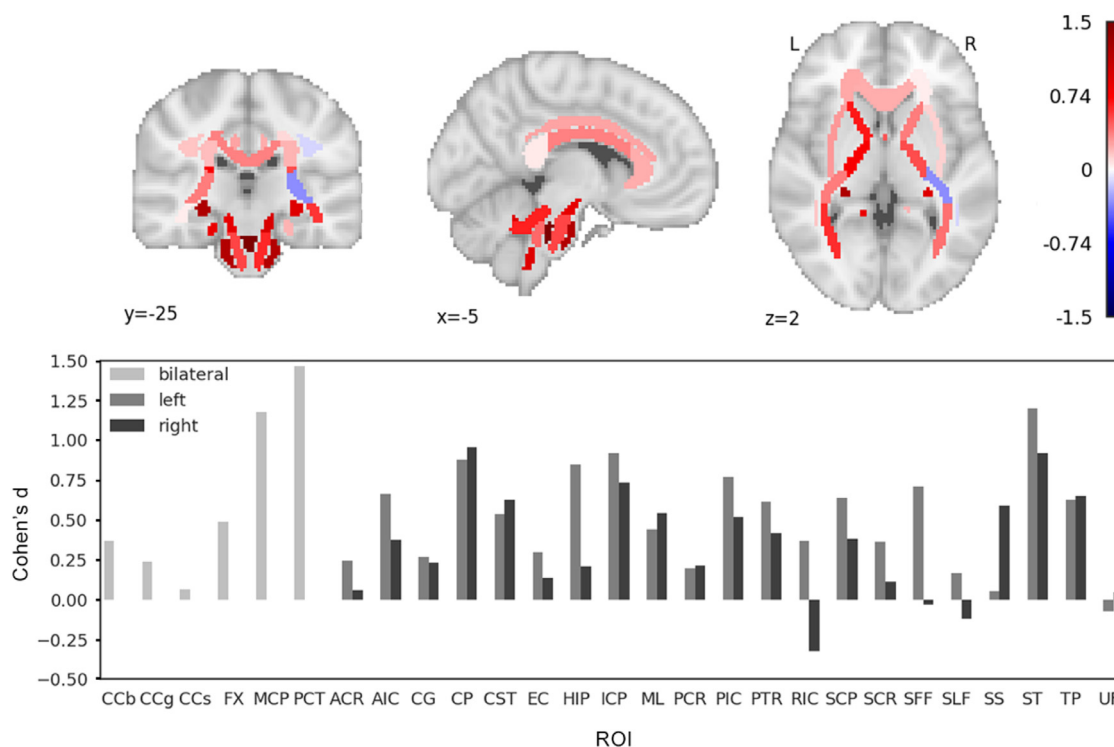 L R
1.5
0.74
0
-0.74
-1.5
y=-25 x=-5 z=2
1.50
1.25
1.00
0.75
0.50
0.25
0.00
−0.25
−0.50
Cohen's d
bilateral
left
right
CCb CCg CCs FX MCP PCT ACR AIC CG CP CST EC HIP ICP ML PCR PIC PTR RIC SCP SCR SFF SLF SS ST TP
ROI